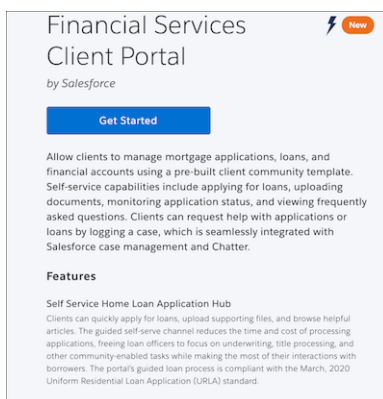 Financial Services
New
Client Portal
by Salesforce
Get Started
Allow clients to manage mortgage applications, loans, and
financial accounts using a pre-built client community template.
Self-service capabilities include applying for loans, uploading
documents, monitoring application status, and viewing frequently
asked questions. Clients can request help with applications or
loans by logging a case, which is seamlessly integrated with
Salesforce case management and Chatter.
Features
Self Service Home Loan Application Hub
Clients can quickly apply for loans, upload supporting files, and browse helpful
articles. The guided self-serve channel reduces the time and cost of processing
applications, freeing loan officers to focus on underwriting, title processing, and
other community-enabled tasks while making the most of their interactions with
borrowers. The portal's guided loan process is compliant with the March, 2020
Uniform Residential Loan Application (URLA) standard.